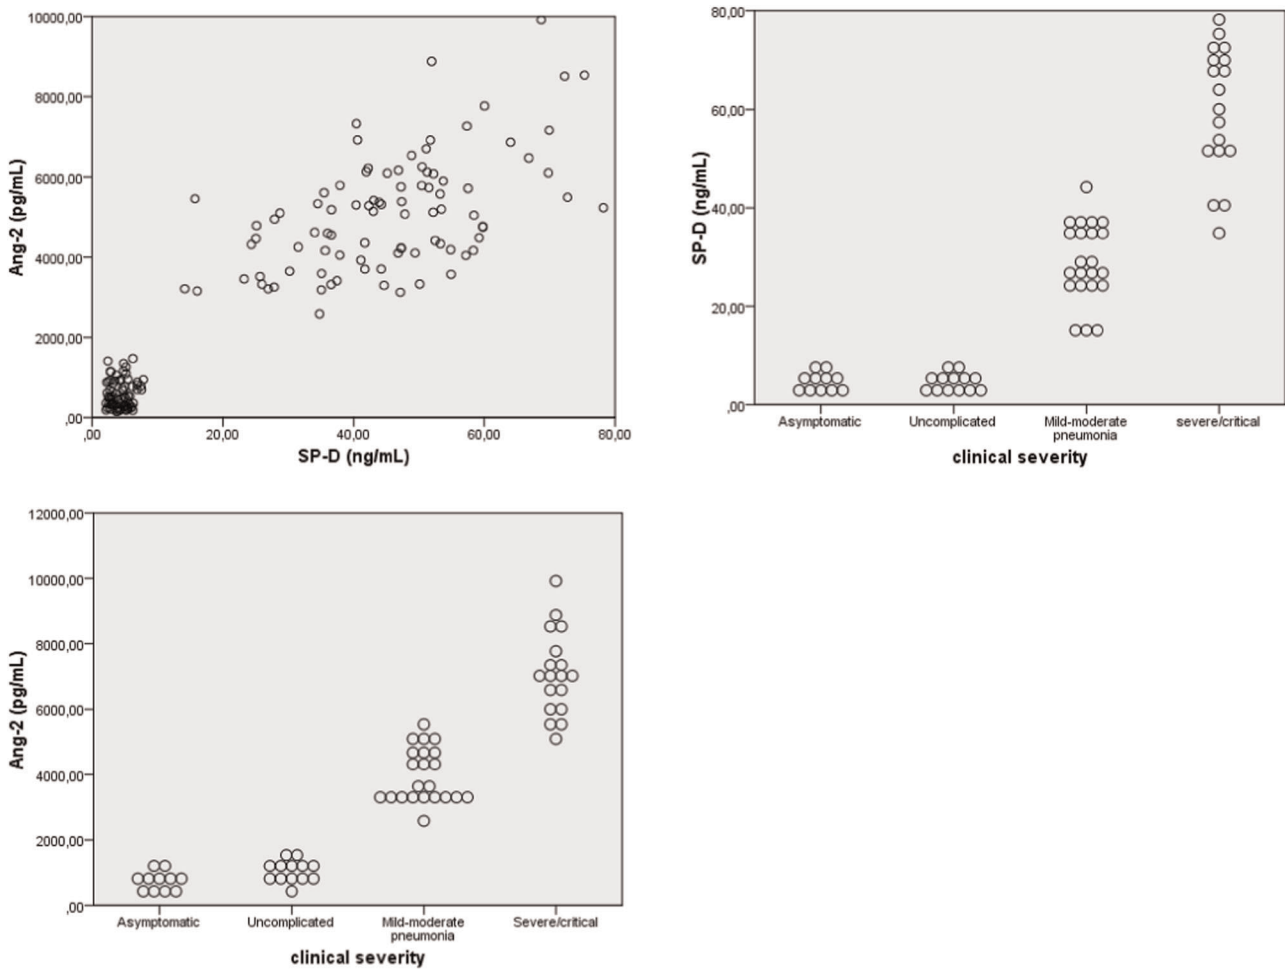 10000,00
8000,00
6000,00
4000,00
2000,00
,00
Ang-2 (pg/mL)
,00 20,00 40,00 60,00 80,00
SP-D (ng/mL)
80,00
60,00
40,00
20,00
,00
SP-D (ng/mL)
Asymptomatic Uncomplicated Mild-moderate pneumonia severe/critical
clinical severity
12000,00
10000,00
8000,00
6000,00
4000,00
2000,00
,00
Ang-2 (pg/mL)
Asymptomatic Uncomplicated Mild-moderate pneumonia Severe/critical
clinical severity